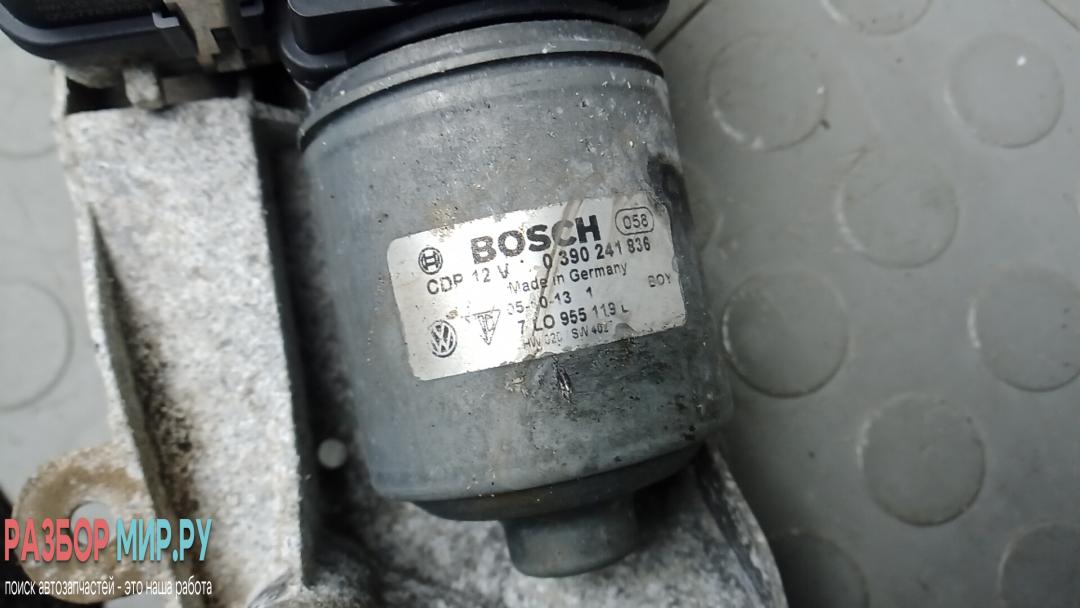 BOSCH 058
CDP 12 V 0 390 241 836
Made in Germany
1 BOY
7 L0 955 119 L
РАЗБОР МИР.РУ
поиск автозапчастей - это наша работа